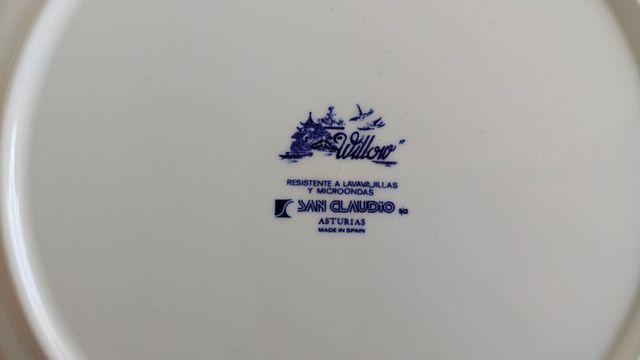 Willow"
RESISTENTE A LAVAVAJILLAS
Y MICROONDAS
SAN CLAUDIO
ASTURIAS
MADE IN SPAIN